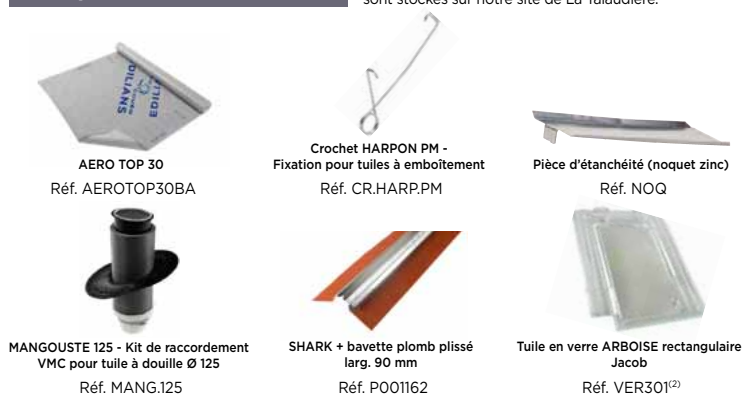 sont stockés sur notre site de La Talaudière.
EDILIANS
EDILIANS
AERO TOP 30
Réf. AEROTOP30BA
Crochet HARPON PM -
Fixation pour tuiles à emboîtement
Réf. CR.HARP.PM
Pièce d'étanchéité (noquet zinc)
Réf. NOQ
MANGOUSTE 125 - Kit de raccordement
VMC pour tuile à douille Ø 125
Réf. MANG.125
SHARK + bavette plomb plissé
larg. 90 mm
Réf. P001162
Tuile en verre ARBOISE rectangulaire
Jacob
Réf. VER301(2)